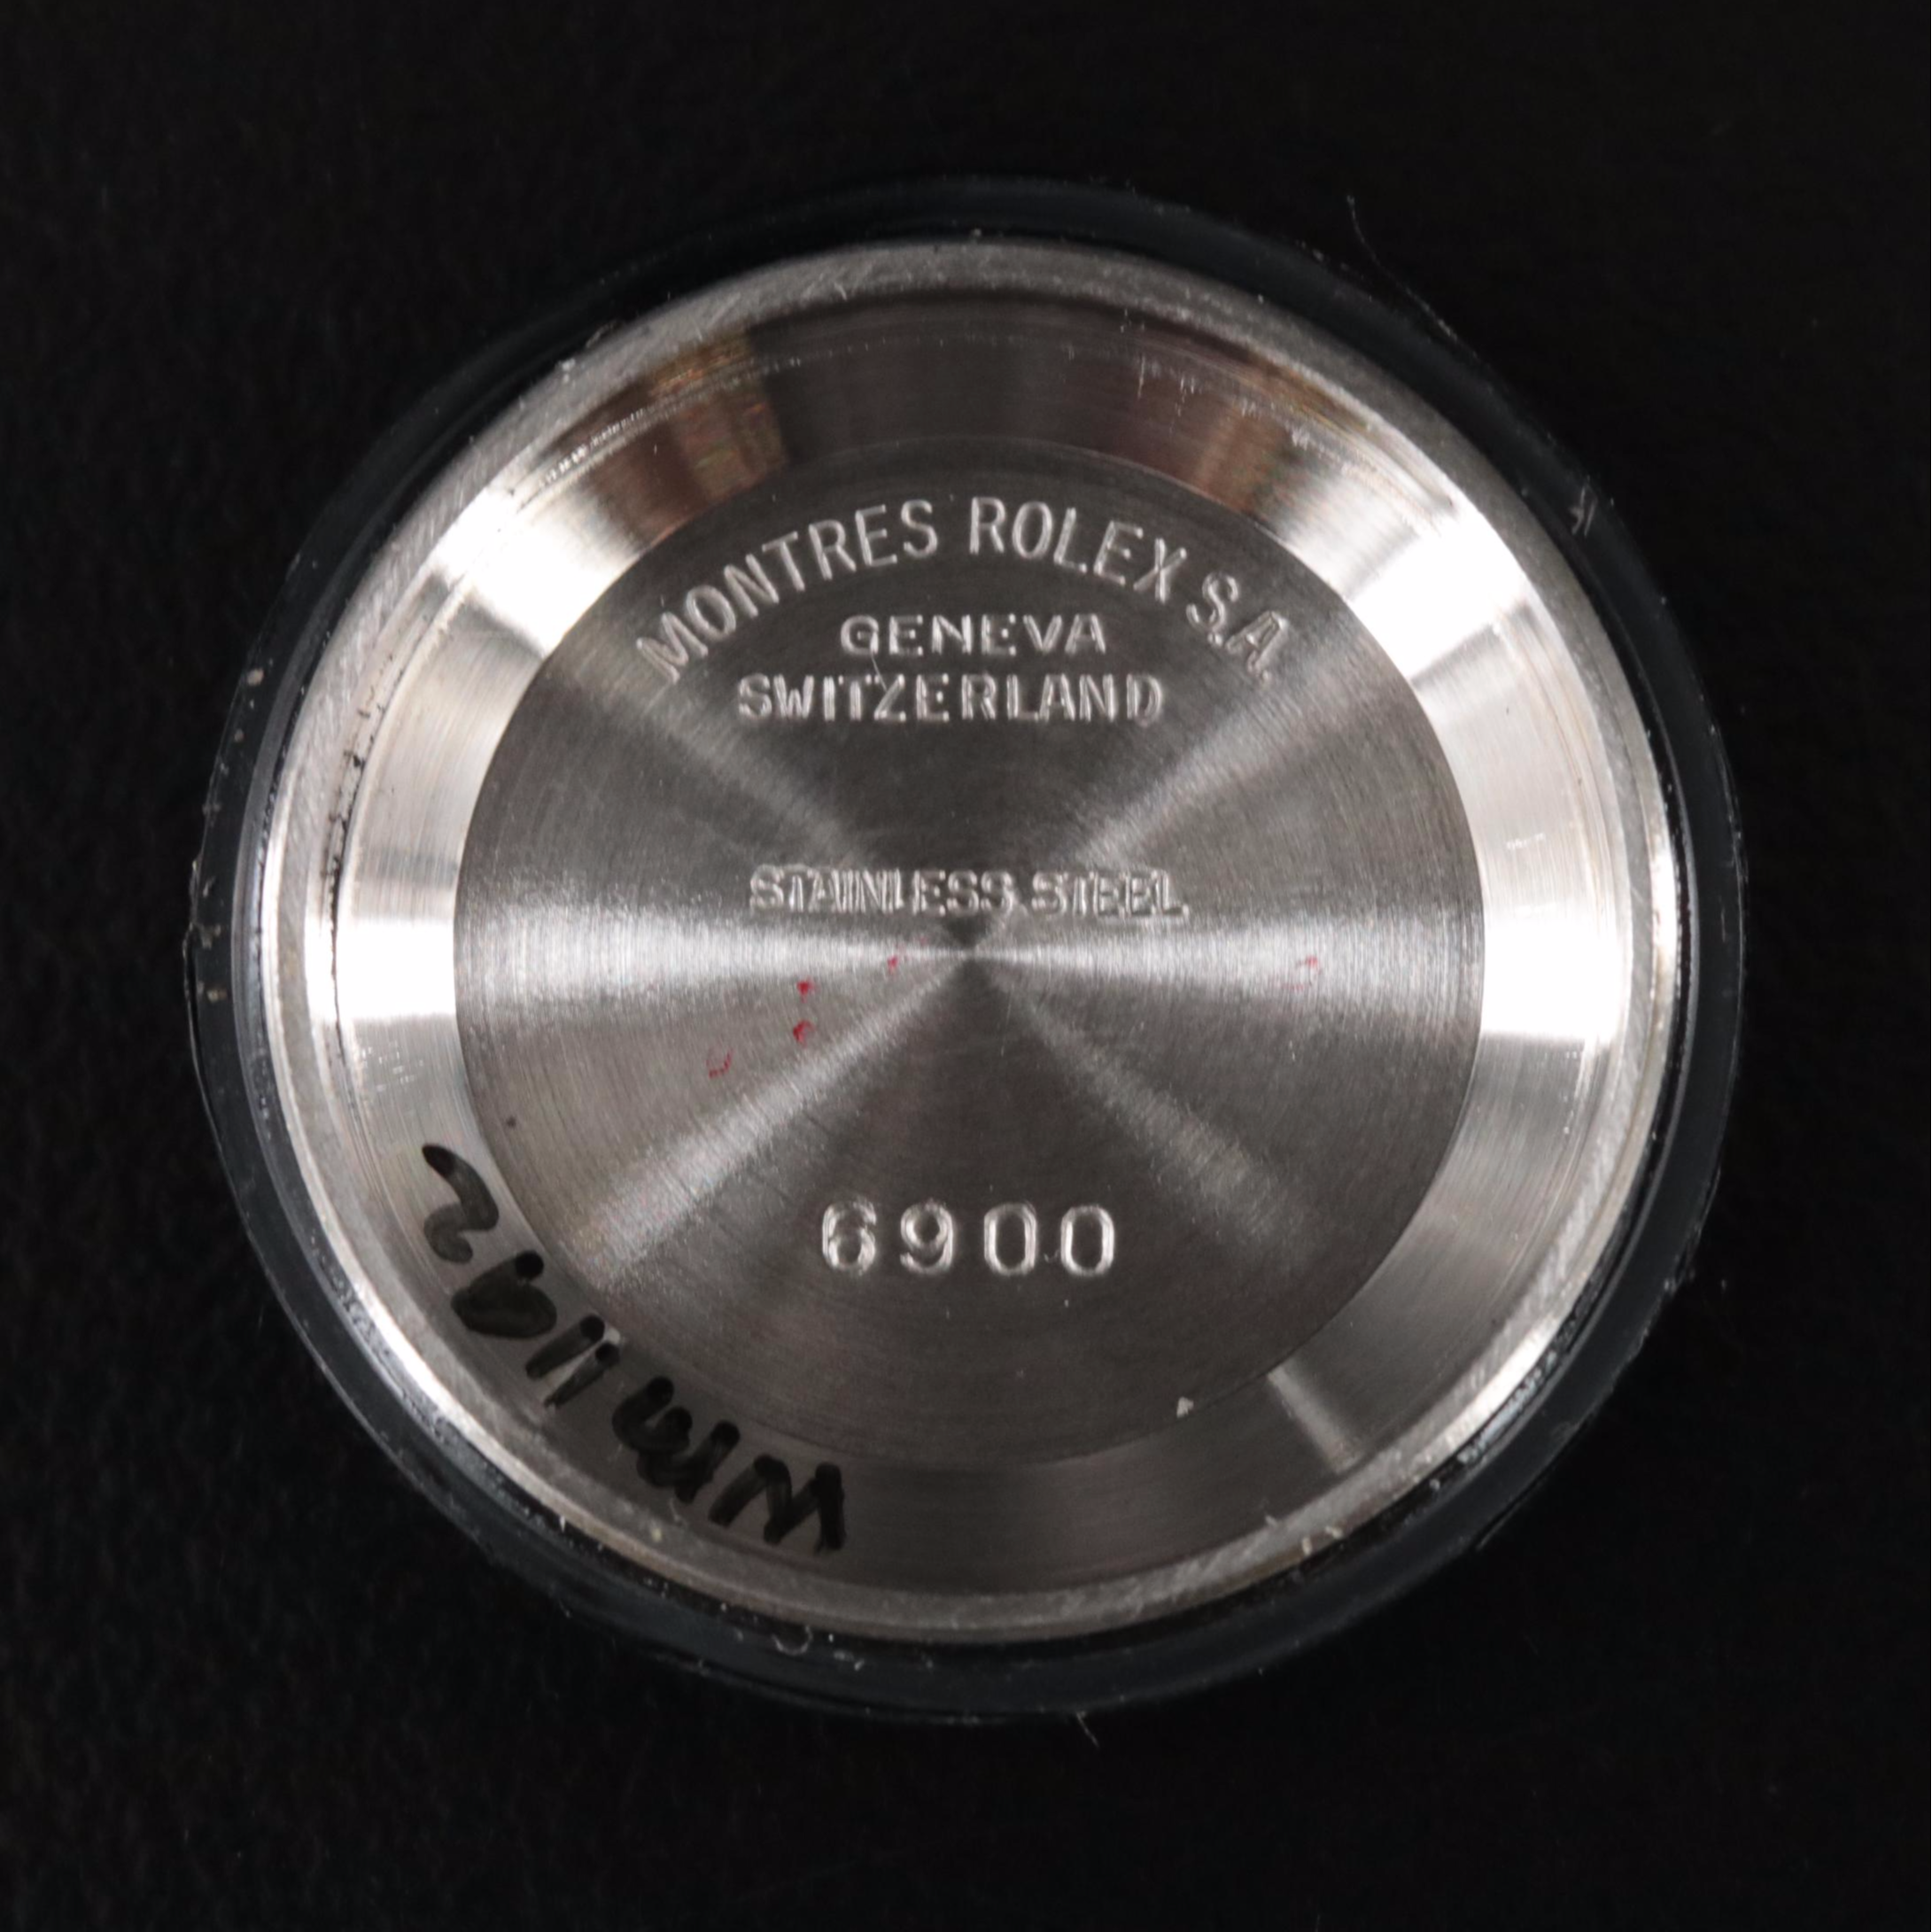 MONTRES ROLEX S.A.
GENEVA
SWITZERLAND
STAINLESS STEEL
6900